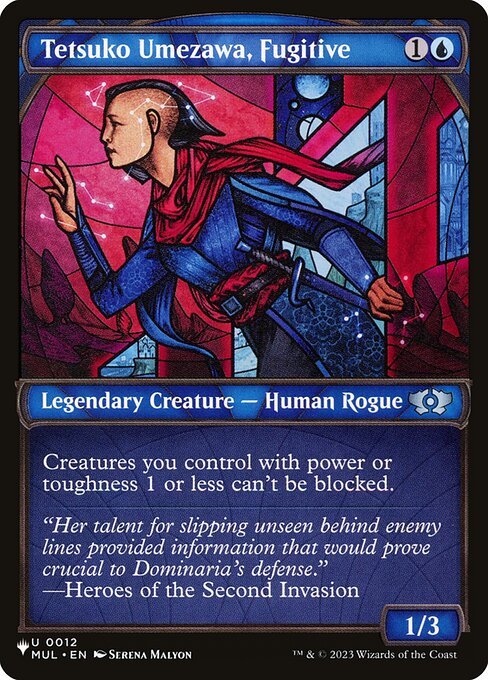 Tetsuko Umezawa, Fugitive 1
Legendary Creature — Human Rogue
Creatures you control with power or
toughness 1 or less can't be blocked.
"Her talent for slipping unseen behind enemy
lines provided information that would prove
crucial to Dominaria's defense."
—Heroes of the Second Invasion
1/3
U 0012
MUL • EN Serena Malyon
™ & © 2023 Wizards of the Coast